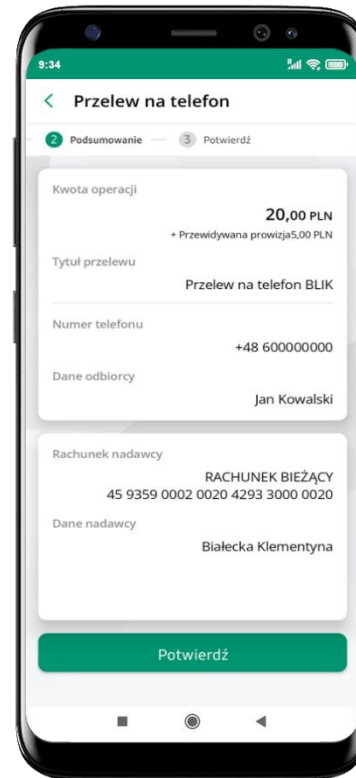 9:34
Przelew na telefon
2 Podsumowanie 3 Potwierdź
Kwota operacji
20,00 PLN
+ Przewidywana prowizja5,00 PLN
Tytuł przelewu
Przelew na telefon BLIK
Numer telefonu
+48 600000000
Dane odbiorcy
Jan Kowalski
Rachunek nadawcy
RACHUNEK BIEŻĄCY
45 9359 0002 0020 4293 3000 0020
Dane nadawcy
Białecka Klementyna
Potwierdź